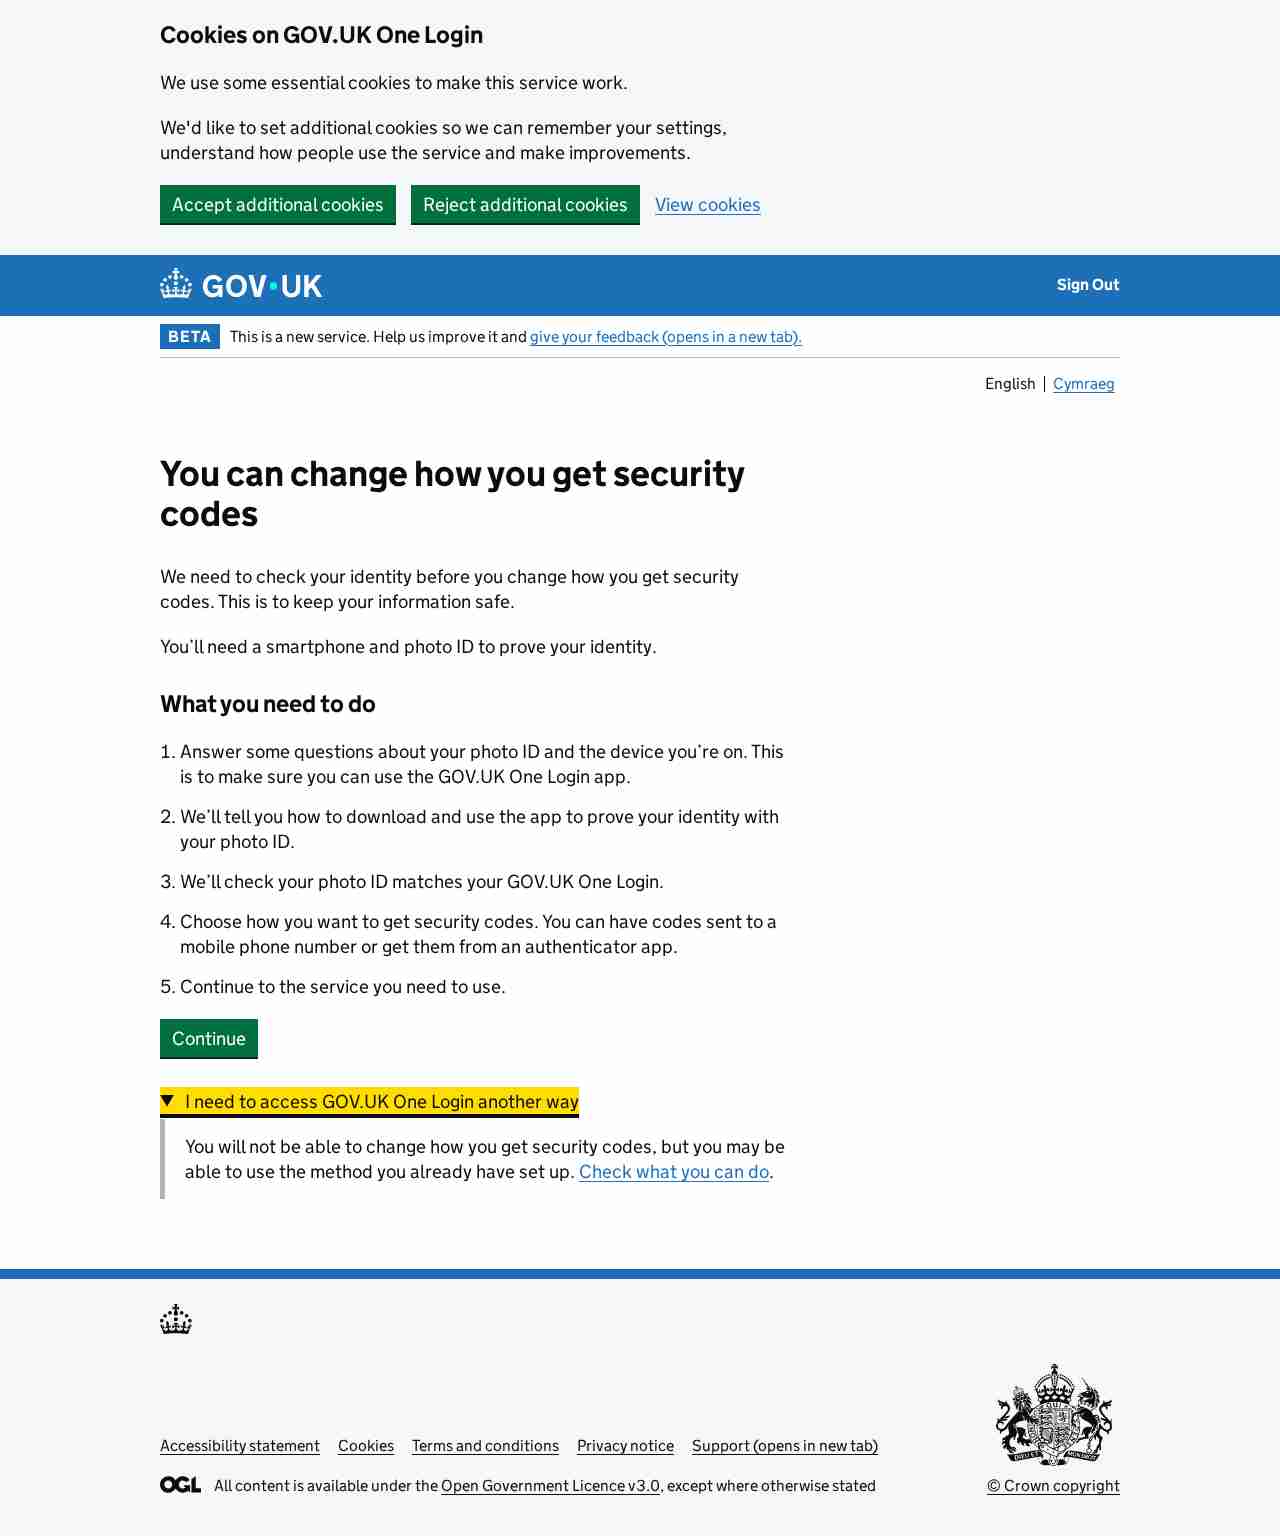 Cookies on GOV.UK One Login
We use some essential cookies to make this service work.
We'd like to set additional cookies so we can remember your settings,
understand how people use the service and make improvements.
Accept additional cookies Reject additional cookies View cookies
GOV·UK Sign Out
BETA This is a new service. Help us improve it and give your feedback (opens in a new tab).
English Cymraeg
You can change how you get security
codes
We need to check your identity before you change how you get security
codes. This is to keep your information safe.
You’ll need a smartphone and photo ID to prove your identity.
What you need to do
1. Answer some questions about your photo ID and the device you’re on. This
is to make sure you can use the GOV.UK One Login app.
2. We’ll tell you how to download and use the app to prove your identity with
your photo ID.
3. We’ll check your photo ID matches your GOV.UK One Login.
4. Choose how you want to get security codes. You can have codes sent to a
mobile phone number or get them from an authenticator app.
5. Continue to the service you need to use.
Continue
I need to access GOV.UK One Login another way
You will not be able to change how you get security codes, but you may be
able to use the method you already have set up. Check what you can do.
Accessibility statement Cookies Terms and conditions Privacy notice Support (opens in new tab)
OGL All content is available under the Open Government Licence v3.0, except where otherwise stated
© Crown copyright